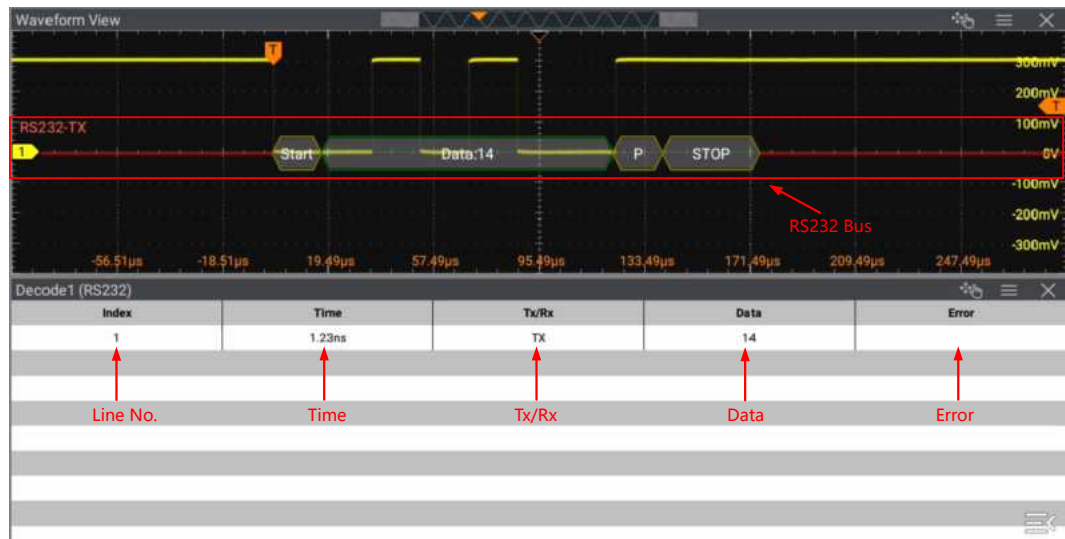 Waveform View
T
300mV
200mV
T
RS232-TX
100mV
1
Start
Data:14
P
STOP
0V
-100mV
RS232 Bus
-200mV
-300mV
-56.51µs -18.51µs 19.49µs 57.49µs 95.49µs 133.49µs 171.49µs 209.49µs 247.49µs
Decode1 (RS232)
Index Time Tx/Rx Data Error
1 1.23ns TX 14
Line No. Time Tx/Rx Data Error